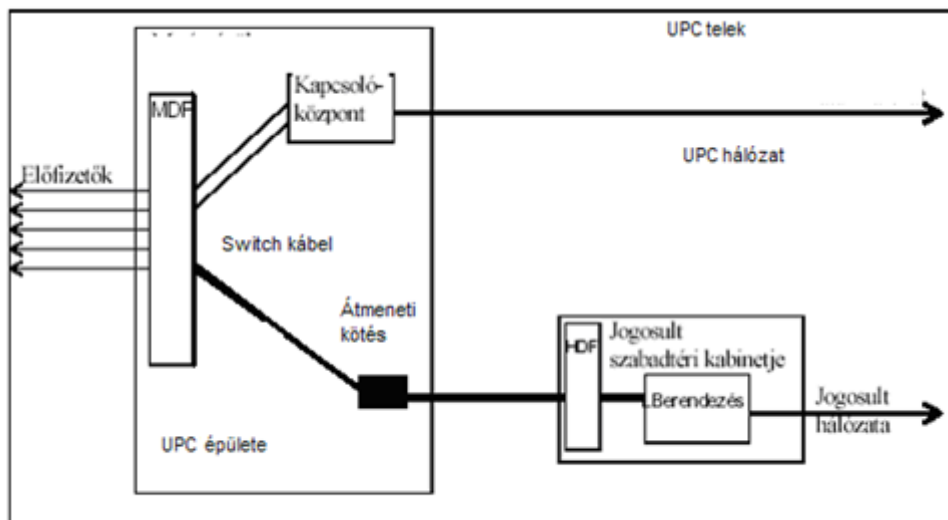 UPC telek
Kapcsoló-
központ
MDF
UPC hálózat
Előfizetők
Switch kábel
Átmeneti
kötés
HDF
Jogosult
szabadtéri kabinetje
Berendezés
Jogosult
hálózata
UPC épülete